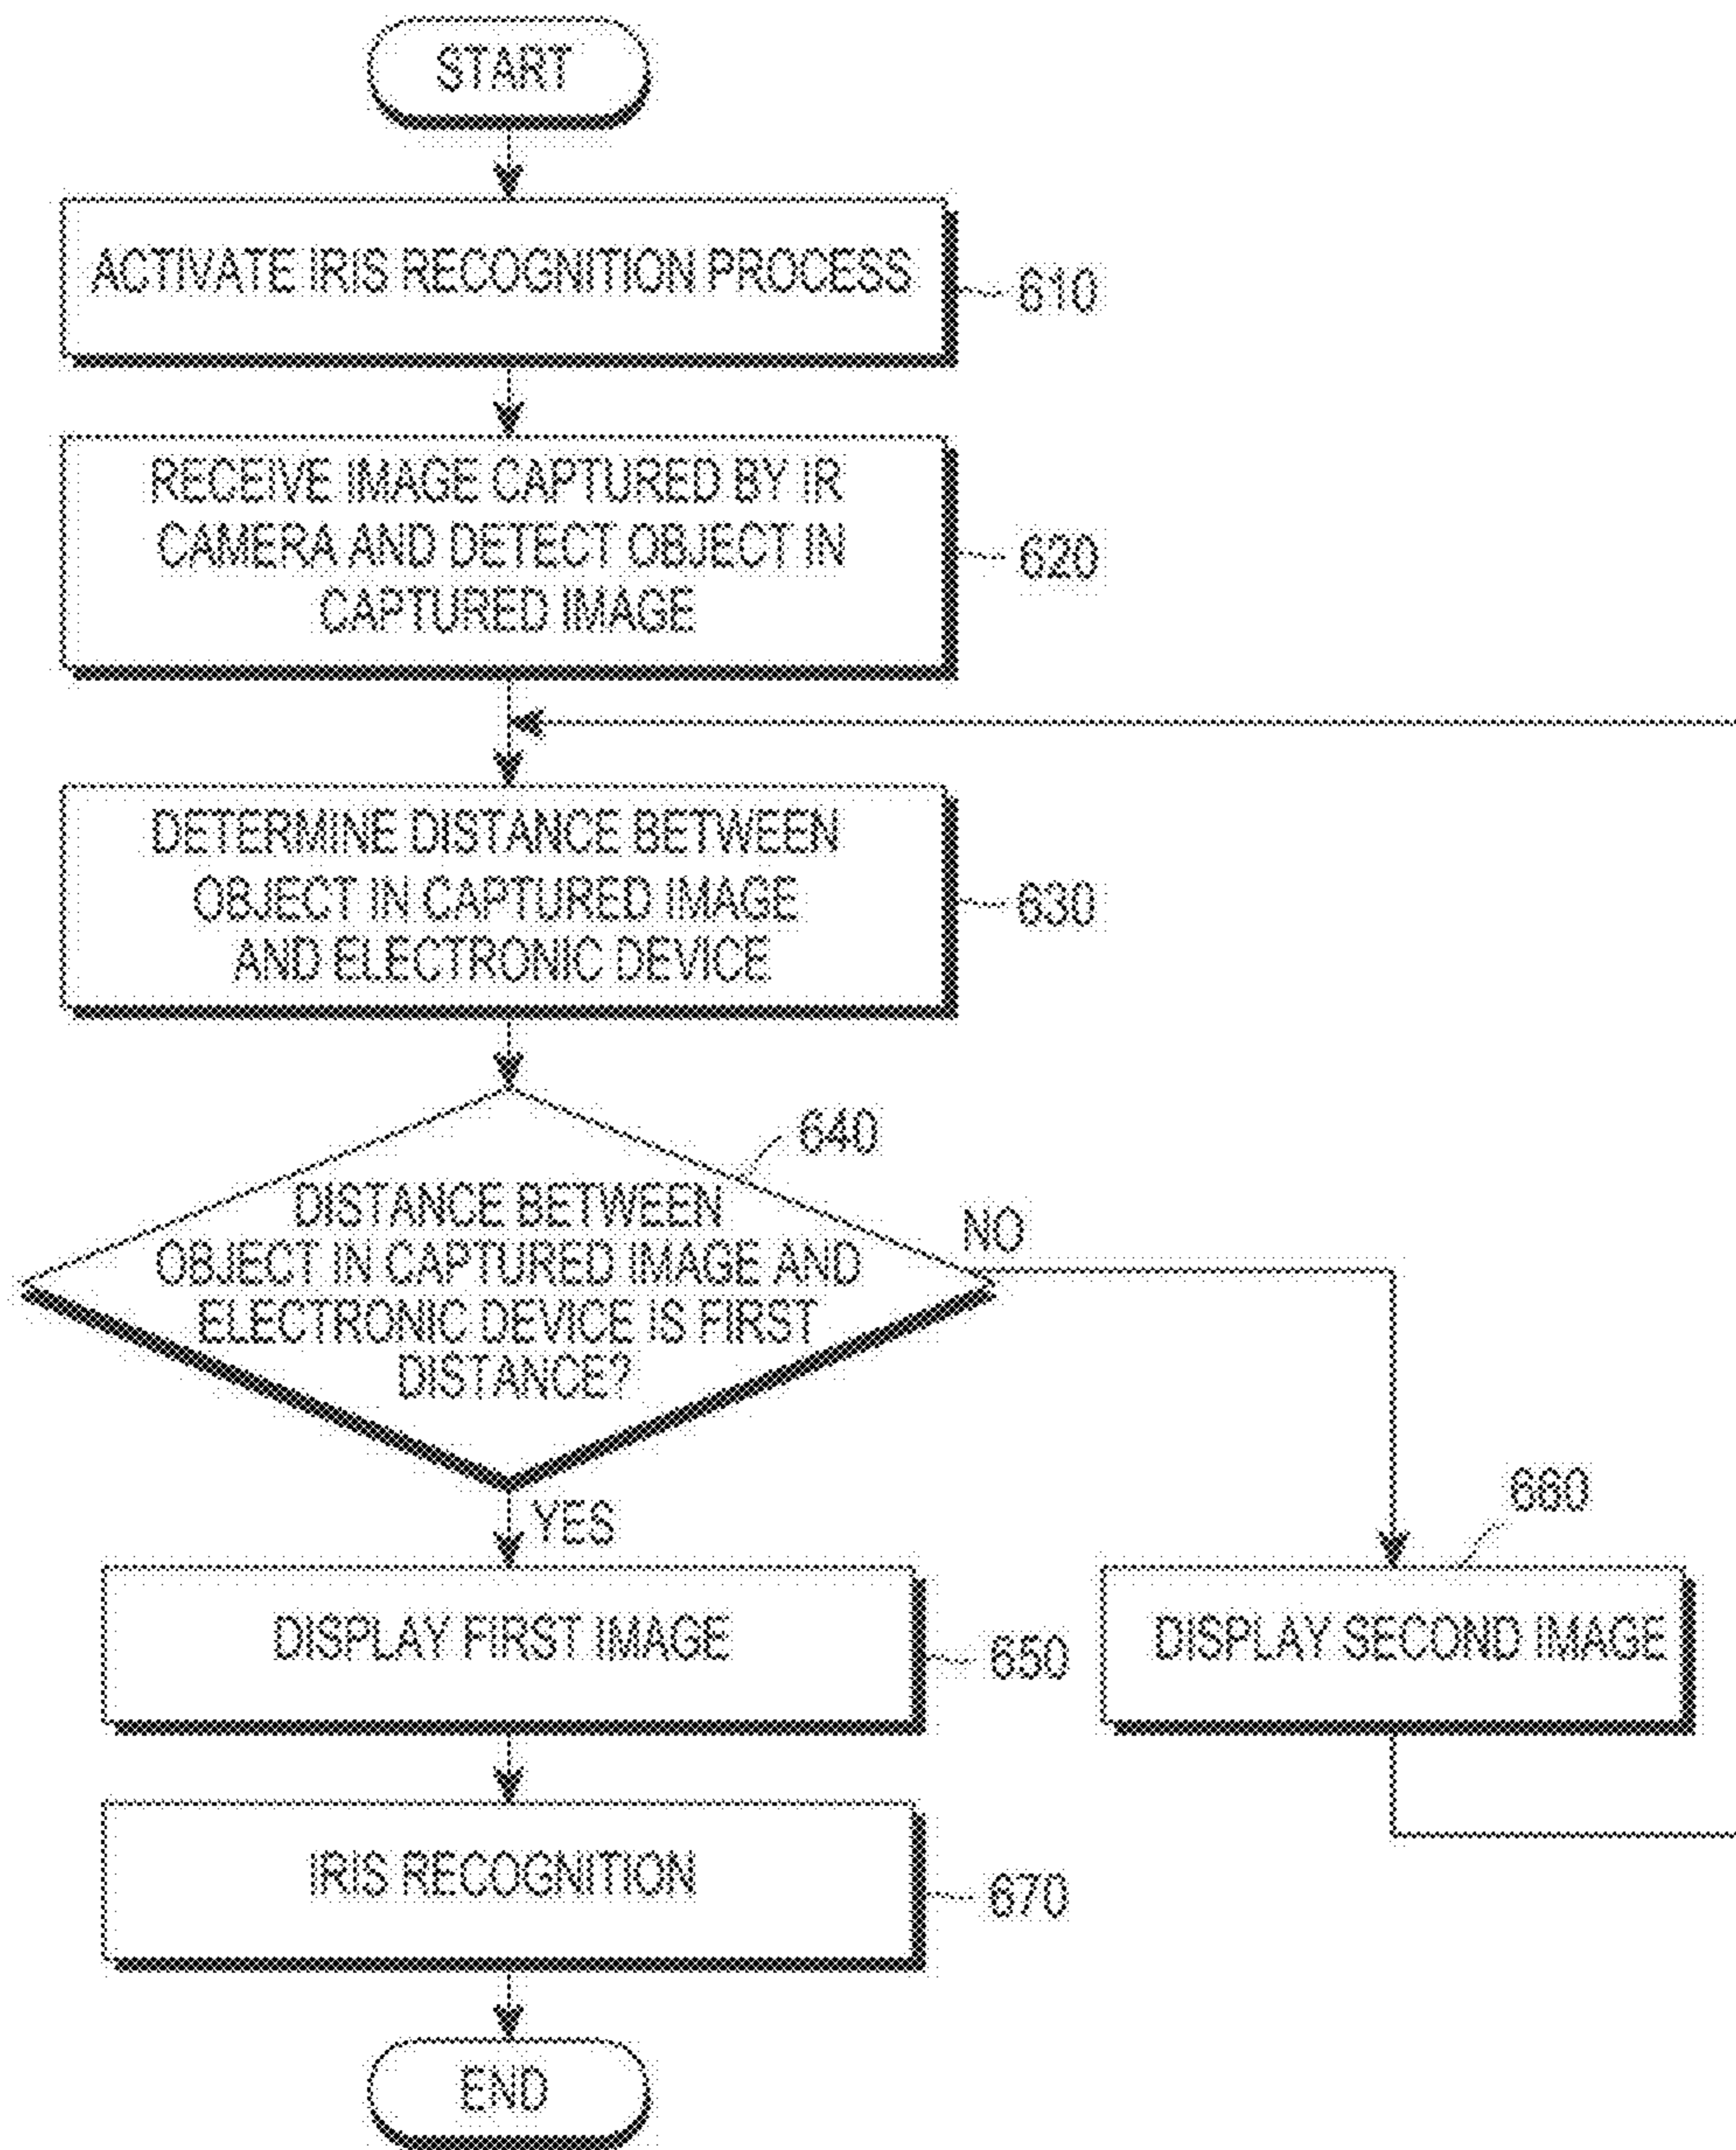 START
ACTIVATE IRIS RECOGNITION PROCESS
610
RECEIVE IMAGE CAPTURED BY IR
CAMERA AND DETECT OBJECT IN
CAPTURED IMAGE
620
DETERMINE DISTANCE BETWEEN
OBJECT IN CAPTURED IMAGE
AND ELECTRONIC DEVICE
630
640
DISTANCE BETWEEN
OBJECT IN CAPTURED IMAGE AND
ELECTRONIC DEVICE IS FIRST
DISTANCE?
NO
YES
660
DISPLAY FIRST IMAGE
650
DISPLAY SECOND IMAGE
IRIS RECOGNITION
670
END